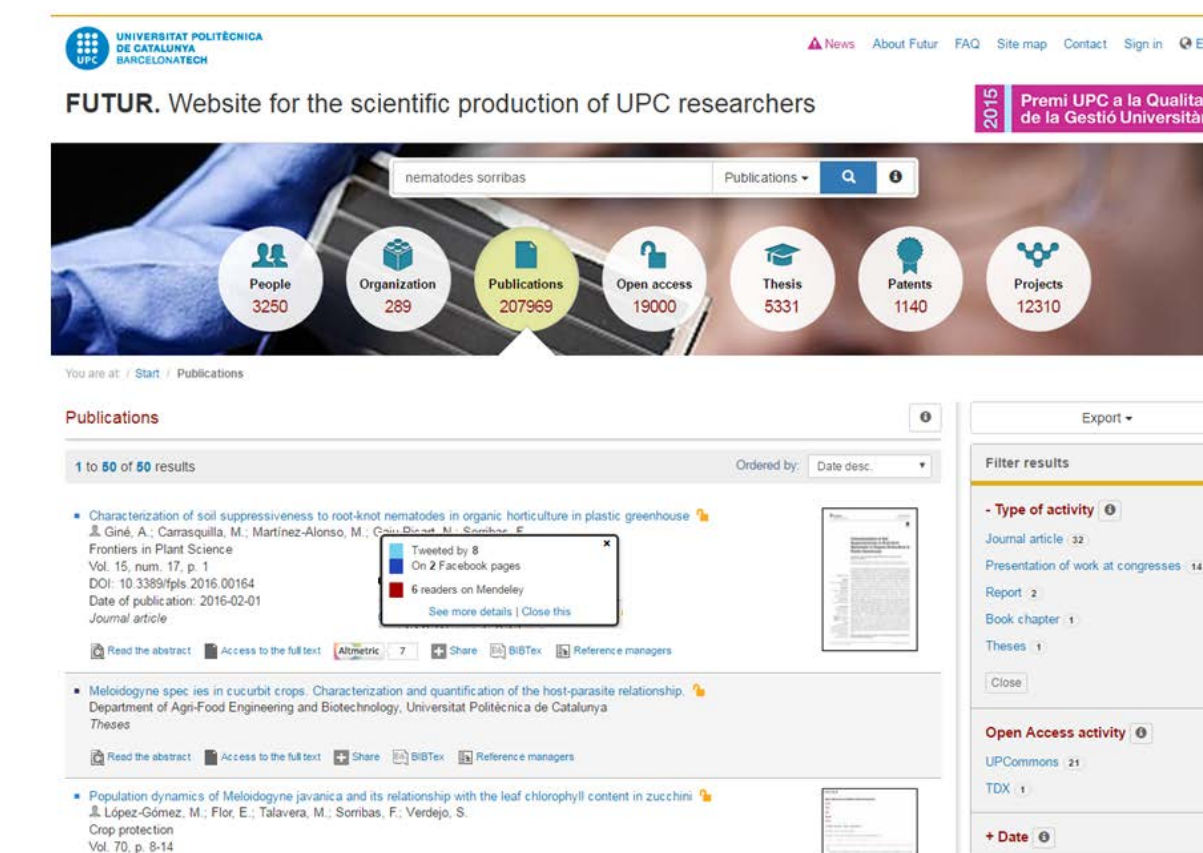 UNIVERSITAT POLITÈCNICA
DE CATALUNYA
BARCELONATECH
UPC
News About Futur FAQ Site map Contact Sign in
FUTUR. Website for the scientific production of UPC researchers
2015
Premi UPC a la Qualita
de la Gestió Università
nematodes sorribas Publications
People Organization Publications Open access Thesis Patents Projects
3250 289 207969 19000 5331 1140 12310
You are at: / Start / Publications
Publications
Export
1 to 50 of 50 results Ordered by: Date desc.
Filter results
Characterization of soil suppressiveness to root-knot nematodes in organic horticulture in plastic greenhouse
Giné, A.; Carrasquilla, M.; Martínez-Alonso, M.; Gaju Ricart, N.; Sorribas, F.
Frontiers in Plant Science
Vol. 15, num. 17, p. 1
DOI: 10.3389/fpls.2016.00164
Date of publication: 2016-02-01
Journal article
Tweeted by 8
On 2 Facebook pages
6 readers on Mendeley
See more details | Close this
x
Read the abstract Access to the full text Altmetric 7 Share BIBTex Reference managers
Meloidogyne spec ies in cucurbit crops. Characterization and quantification of the host-parasite relationship.
Department of Agri-Food Engineering and Biotechnology, Universitat Politècnica de Catalunya
Theses
Read the abstract Access to the full text Share BIBTex Reference managers
Population dynamics of Meloidogyne javanica and its relationship with the leaf chlorophyll content in zucchini
López-Gómez, M.; Flor, E.; Talavera, M.; Sorribas, F.; Verdejo, S.
Crop protection
Vol. 70, p. 8-14
- Type of activity
Journal article 32
Presentation of work at congresses 14
Report 2
Book chapter 1
Theses 1
Close
Open Access activity
UPCommons 21
TDX 1
+ Date